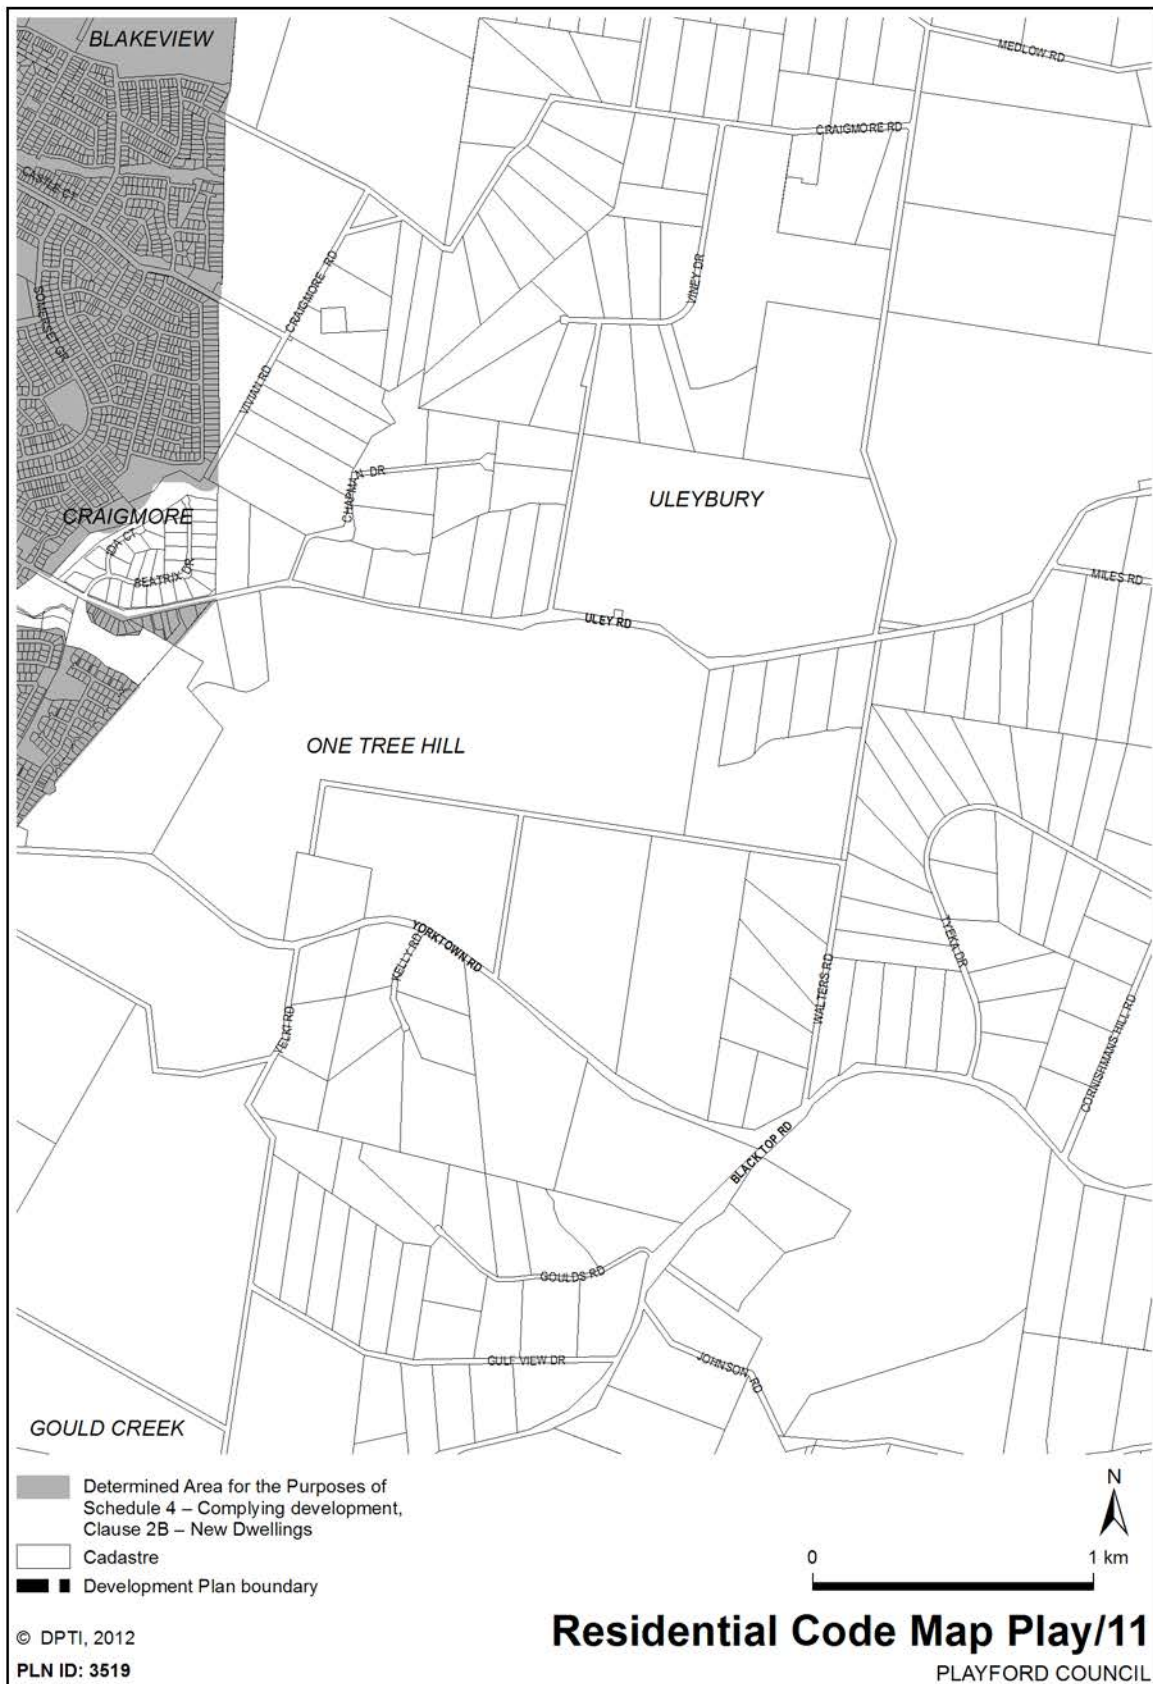 BLAKEVIEW
MEDLOW RD
CRAIGMORE RD
CASTLE CT
CRAIGMORE RD
VINEY DR
SOMERSET GR
VIVIAN RD
CHAPMAN DR
ULEYBURY
CRAIGMORE
IDA CT
BEATRIX DR
MILES RD
ULEY RD
ONE TREE HILL
YORKTOWN RD
KELLY RD
TYEKA DR
WALTERS RD
YELKI RD
CORNISHMANS HILL RD
BLACK TOP RD
GOULDS RD
GULF VIEW DR
JOHNSON RD
GOULD CREEK
Determined Area for the Purposes of
Schedule 4 – Complying development,
Clause 2B – New Dwellings
Cadastre
Development Plan boundary
N
0 1 km
© DPTI, 2012
PLN ID: 3519
Residential Code Map Play/11
PLAYFORD COUNCIL